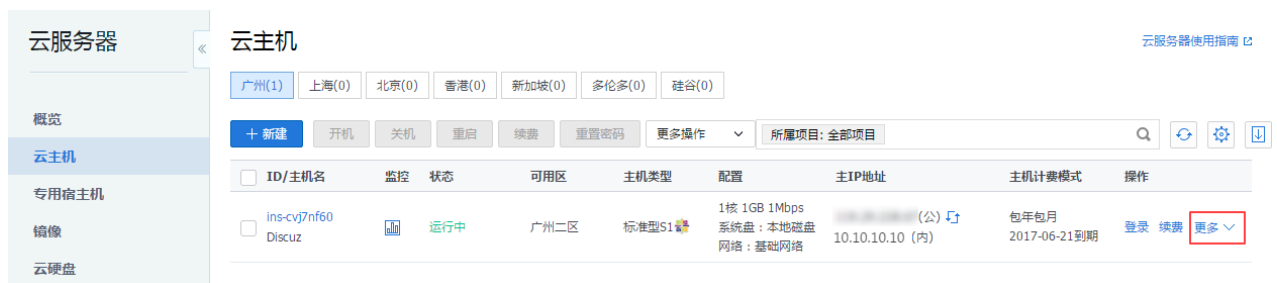 云服务器
«
云主机
云服务器使用指南
广州(1) 上海(0) 北京(0) 香港(0) 新加坡(0) 多伦多(0) 硅谷(0)
概览
云主机
专用宿主机
镜像
云硬盘
+ 新建 开机 关机 重启 续费 重置密码 更多操作 所属项目: 全部项目
ID/主机名 监控 状态 可用区 主机类型 配置 主IP地址 主机计费模式 操作
ins-cvj7nf60
Discuz
运行中
广州二区
标准型S1
1核 1GB 1Mbps
系统盘：本地磁盘
网络：基础网络
(公)
10.10.10.10 (内)
包年包月
2017-06-21到期
登录 续费 更多